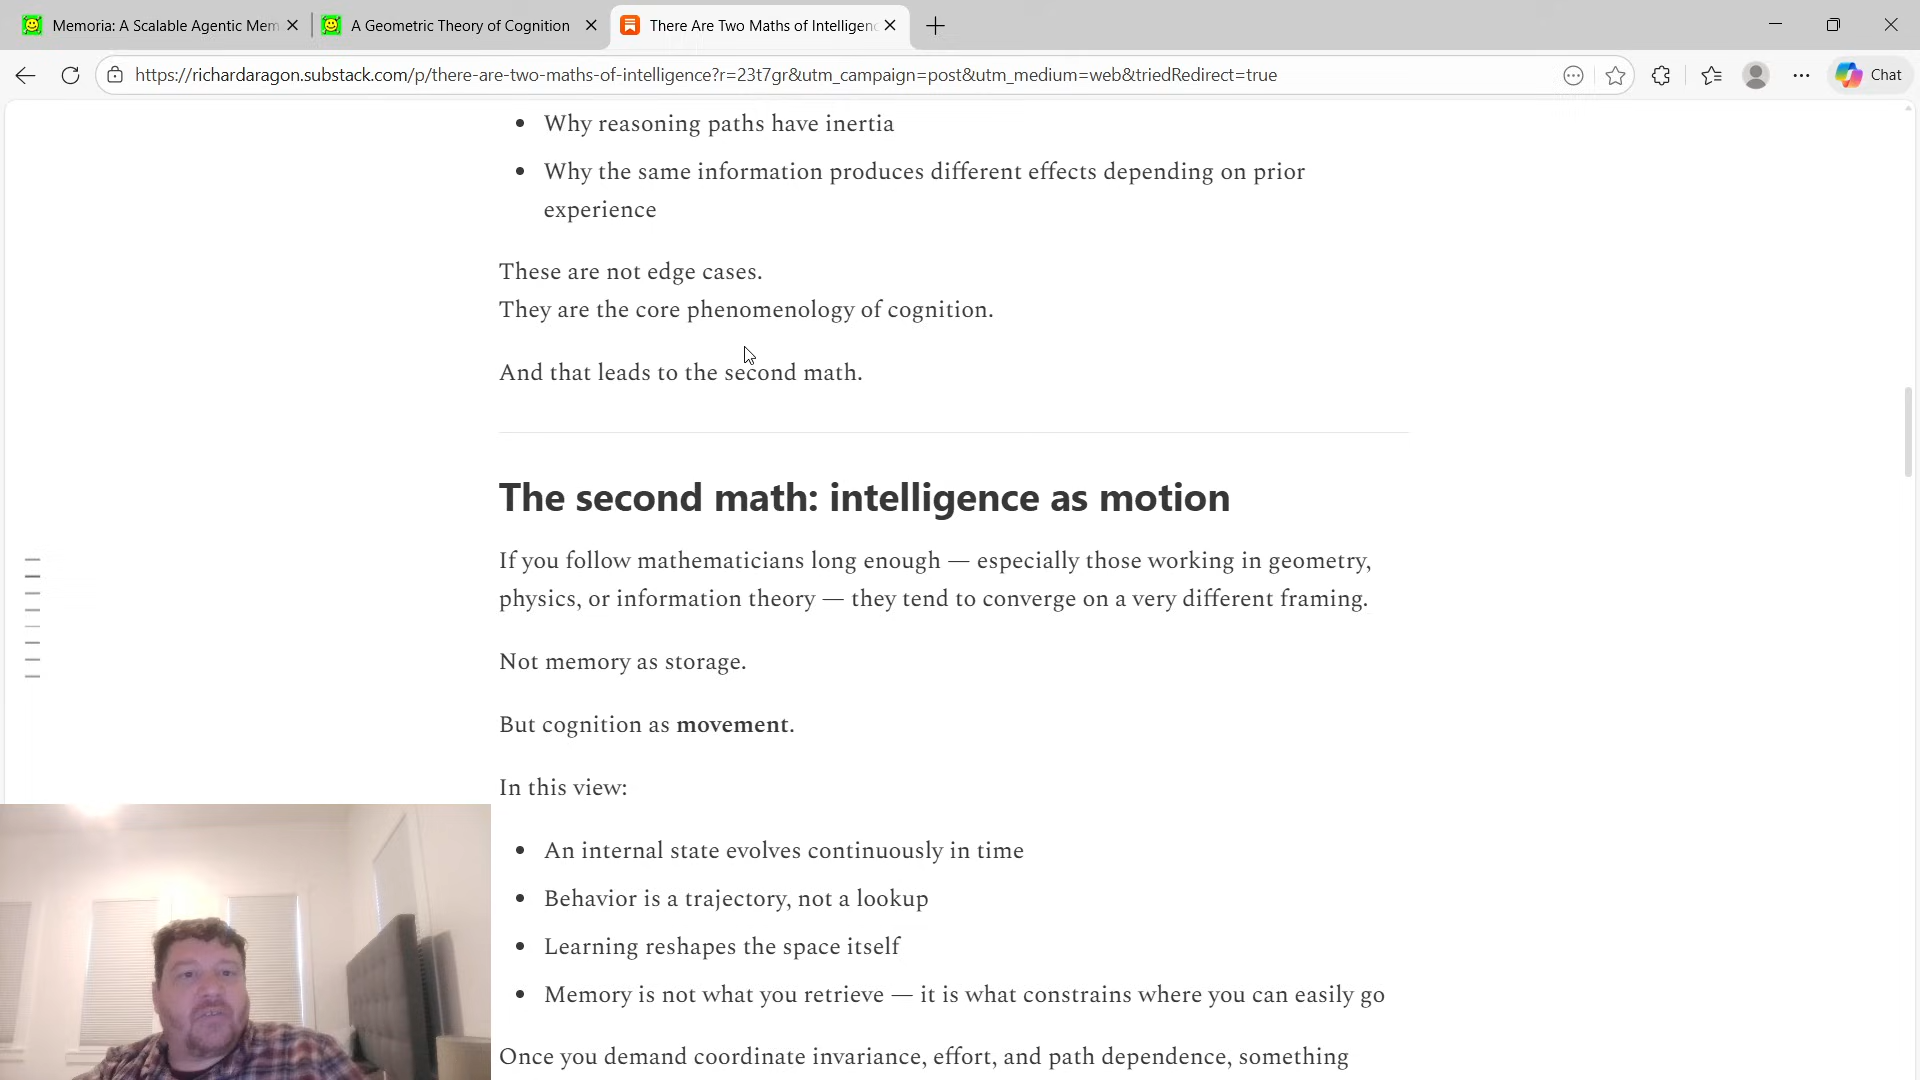 Memoria: A Scalable Agentic Mem
A Geometric Theory of Cognition
There Are Two Maths of Intelligenc
https://richardaragon.substack.com/p/there-are-two-maths-of-intelligence?r=23t7gr&utm_campaign=post&utm_medium=web&triedRedirect=true
Chat
• Why reasoning paths have inertia
• Why the same information produces different effects depending on prior
experience
These are not edge cases.
They are the core phenomenology of cognition.
And that leads to the second math.
The second math: intelligence as motion
If you follow mathematicians long enough — especially those working in geometry,
physics, or information theory — they tend to converge on a very different framing.
Not memory as storage.
But cognition as movement.
In this view:
• An internal state evolves continuously in time
• Behavior is a trajectory, not a lookup
• Learning reshapes the space itself
• Memory is not what you retrieve — it is what constrains where you can easily go
Once you demand coordinate invariance, effort, and path dependence, something